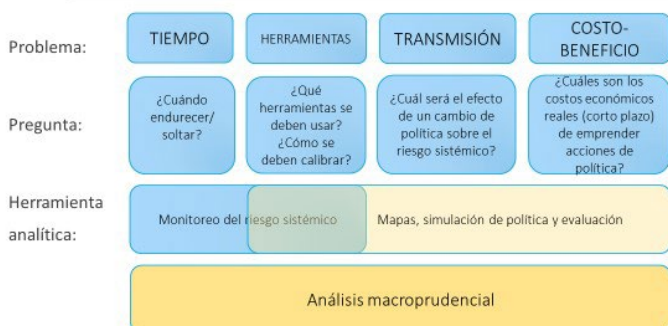 Problema:
TIEMPO
HERRAMIENTAS
TRANSMISIÓN
COSTO-
BENEFICIO
Pregunta:
¿Cuándo
endurecer/
soltar?
¿Qué
herramientas se
deben usar?
¿Cómo se
deben calibrar?
¿Cuál será el efecto
de un cambio de
política sobre el
riesgo sistémico?
¿Cuáles son los
costos económicos
reales (corto plazo)
de emprender
acciones de
política?
Herramienta
analítica:
Monitoreo del riesgo sistémico
Mapas, simulación de política y evaluación
Análisis macroprudencial